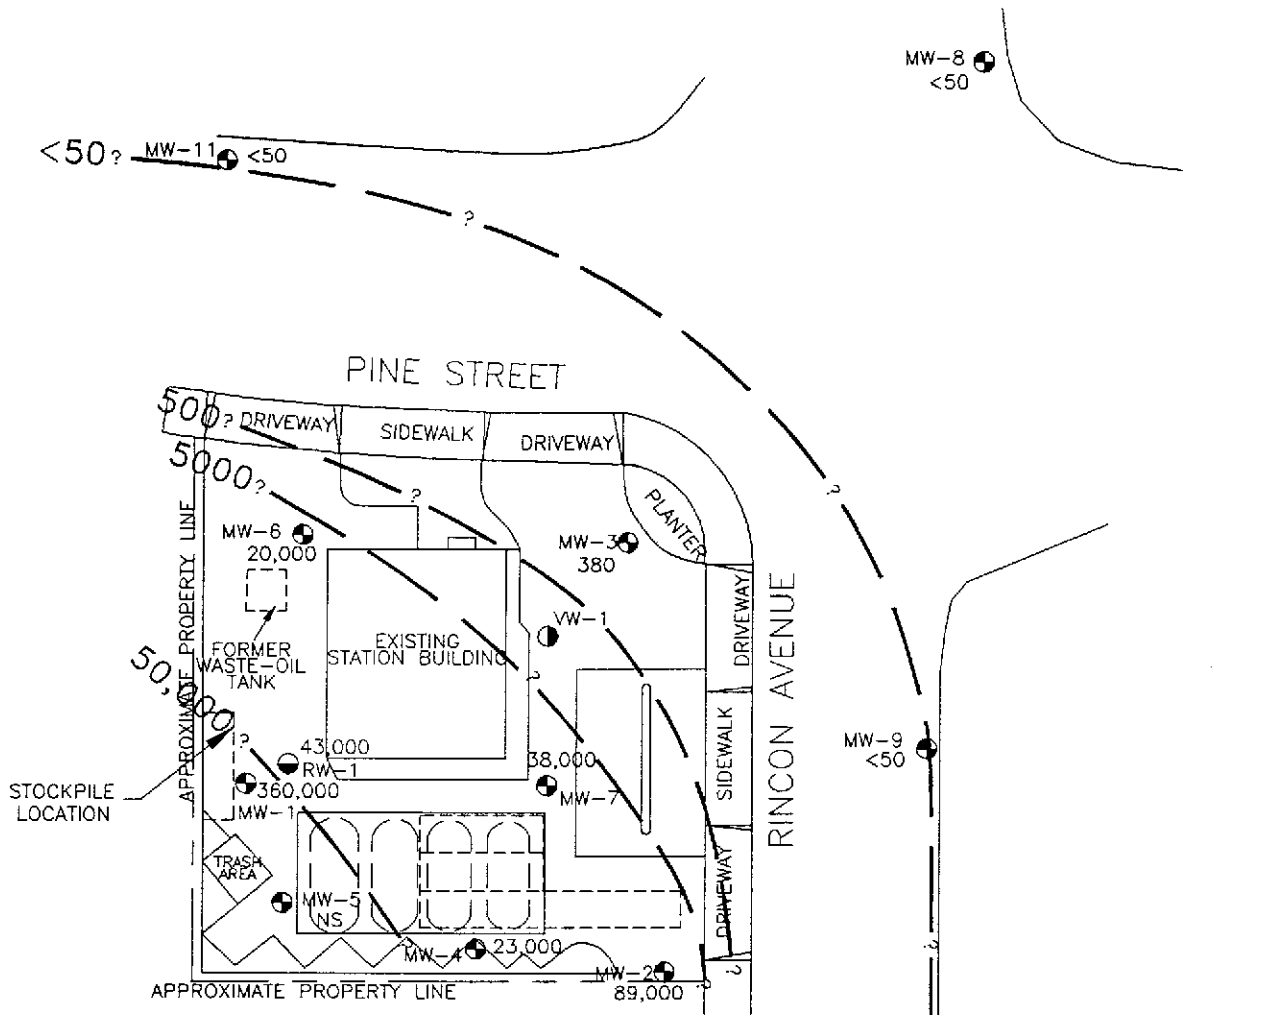 MW-8
<50
<50?
MW-11
<50
?
PINE STREET
500?
DRIVEWAY
SIDEWALK
DRIVEWAY
5000?
?
?
PLANTER
MW-6
20,000
MW-3
380
APPROXIMATE PROPERTY LINE
VW-1
DRIVEWAY
RINCON AVENUE
FORMER
WASTE-OIL
TANK
EXISTING
STATION BUILDING
?
50,000
?
SIDEWALK
MW-9
<50
43,000
RW-1
38,000
MW-7
STOCKPILE
LOCATION
360,000
MW-1
TRASH
AREA
MW-5
NS
DRIVEWAY
?
MW-4
23,000
?
MW-2
89,000
?
?
APPROXIMATE PROPERTY LINE